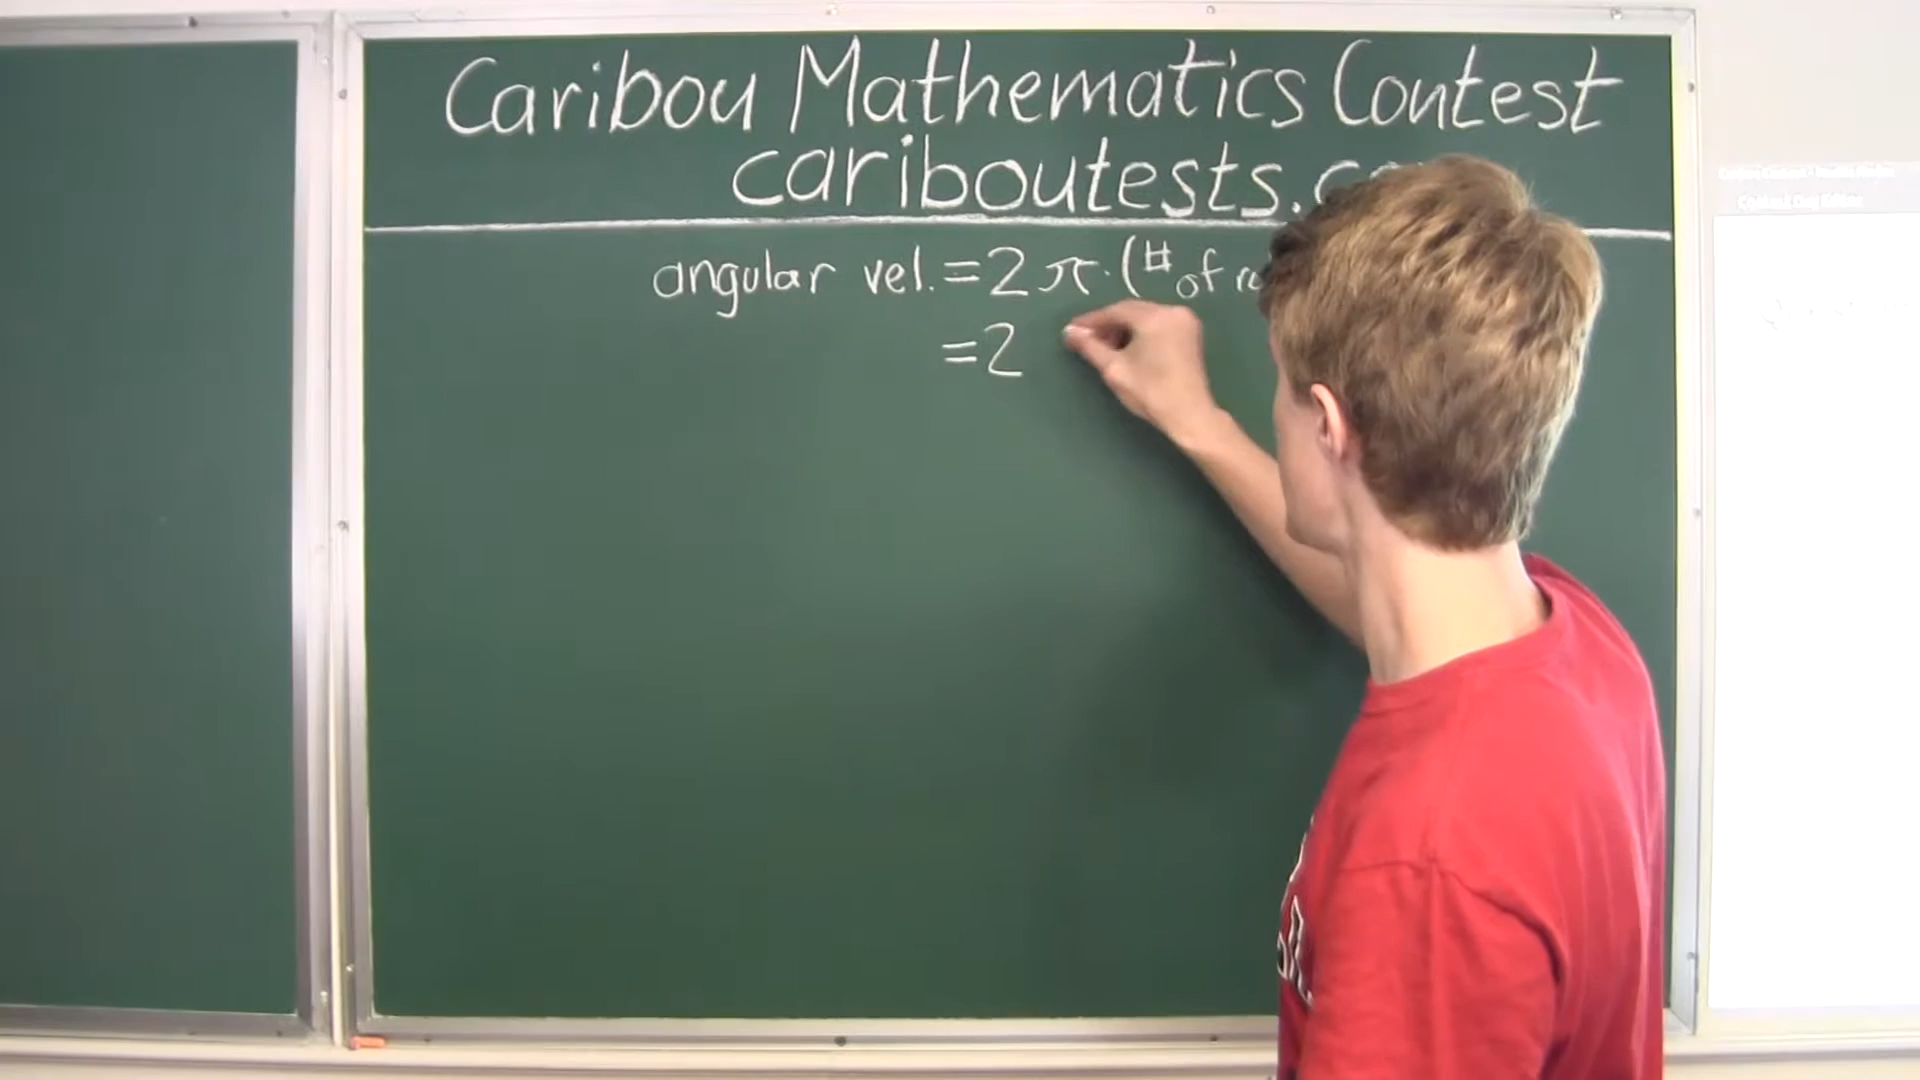 Caribou Mathematics Contest
cariboutests.
angular vel. = 2π·(# of
= 2